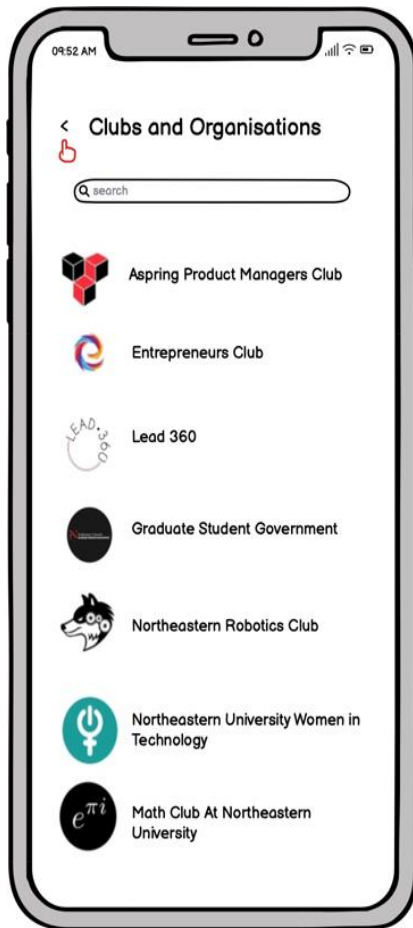 09:52 AM
< Clubs and Organisations
search
Aspring Product Managers Club
Entrepreneurs Club
LEAD.360
Lead 360
N
Graduate Student Government
Northeastern Robotics Club
Northeastern University Women in
Technology
e^{πi}
Math Club At Northeastern
University